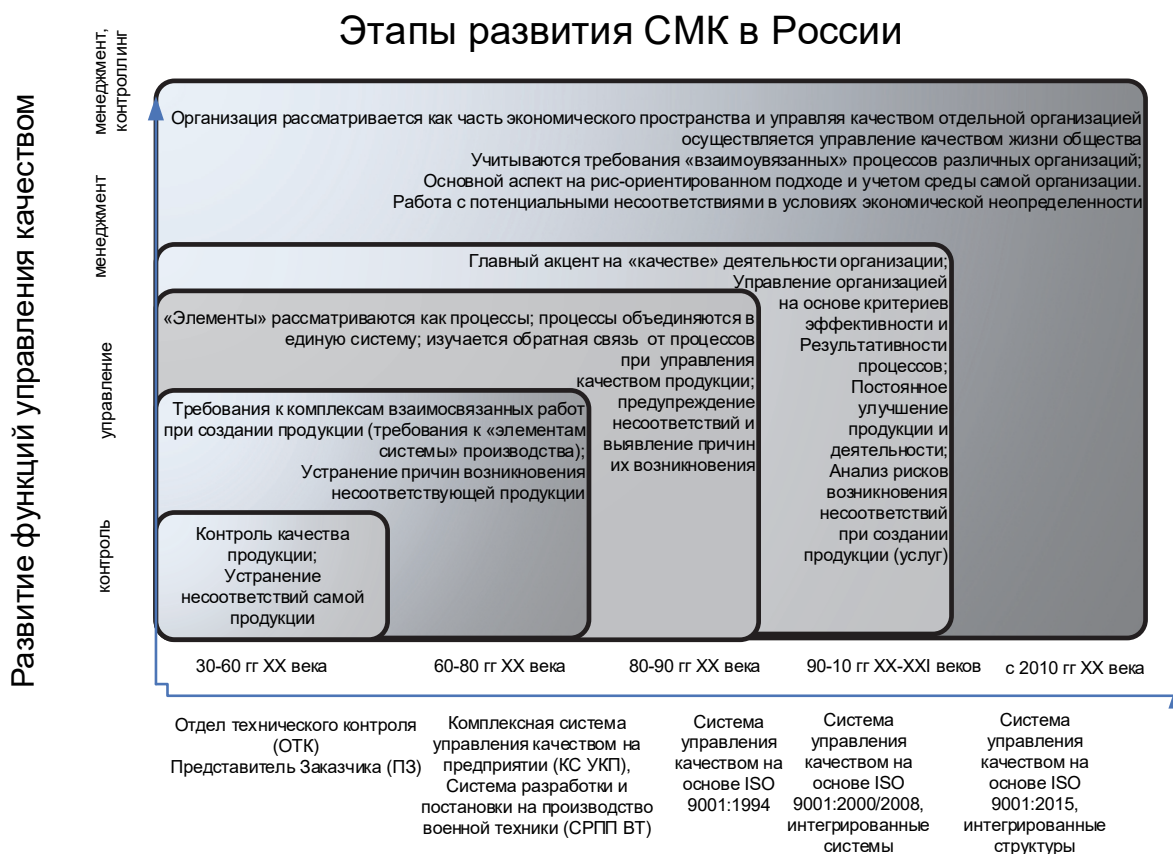 Этапы развития СМК в России
Развитие функций управления качеством
менеджмент,
контроллинг
менеджмент
управление
контроль
Организация рассматривается как часть экономического пространства и управляя качеством отдельной организацией
осуществляется управление качеством жизни общества
Учитываются требования «взаимоувязанных» процессов различных организаций;
Основной аспект на рис-ориентированном подходе и учетом среды самой организации.
Работа с потенциальными несоответствиями в условиях экономической неопределенности
Главный акцент на «качестве» деятельности организации;
Управление организацией
на основе критериев
эффективности и
Результативности
процессов;
Постоянное
улучшение
продукции и
деятельности;
Анализ рисков
возникновения
несоответствий
при создании
продукции (услуг)
«Элементы» рассматриваются как процессы; процессы объединяются в
единую систему; изучается обратная связь от процессов
при управления
качеством продукции;
предупреждение
несоответствий и
выявление причин
их возникновения
Требования к комплексам взаимосвязанных работ
при создании продукции (требования к «элементам
системы» производства);
Устранение причин возникновения
несоответствующей продукции
Контроль качества
продукции;
Устранение
несоответствий самой
продукции
30-60 гг XX века
60-80 гг XX века
80-90 гг XX века
90-10 гг XX-XXI веков
с 2010 гг XX века
Отдел технического контроля
(ОТК)
Представитель Заказчика (ПЗ)
Комплексная система
управления качеством на
предприятии (КС УКП),
Система разработки и
постановки на производство
военной техники (СРПП ВТ)
Система
управления
качеством на
основе ISO
9001:1994
Система
управления
качеством на
основе ISO
9001:2000/2008,
интегрированные
системы
Система
управления
качеством на
основе ISO
9001:2015,
интегрированные
структуры